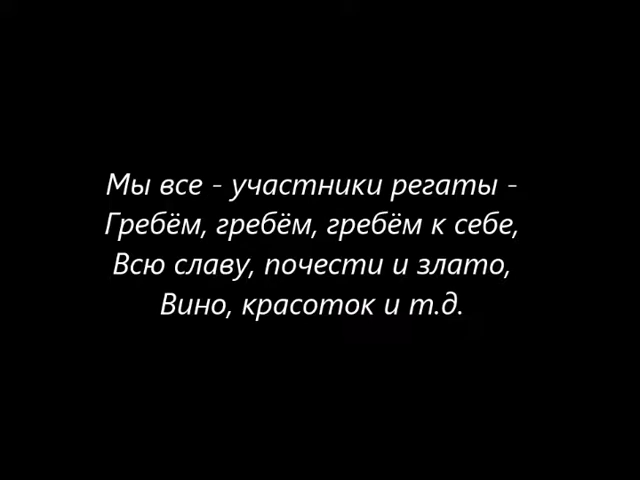 Мы все - участники регаты -
Гребём, гребём, гребём к себе,
Всю славу, почести и злато,
Вино, красоток и т.д.